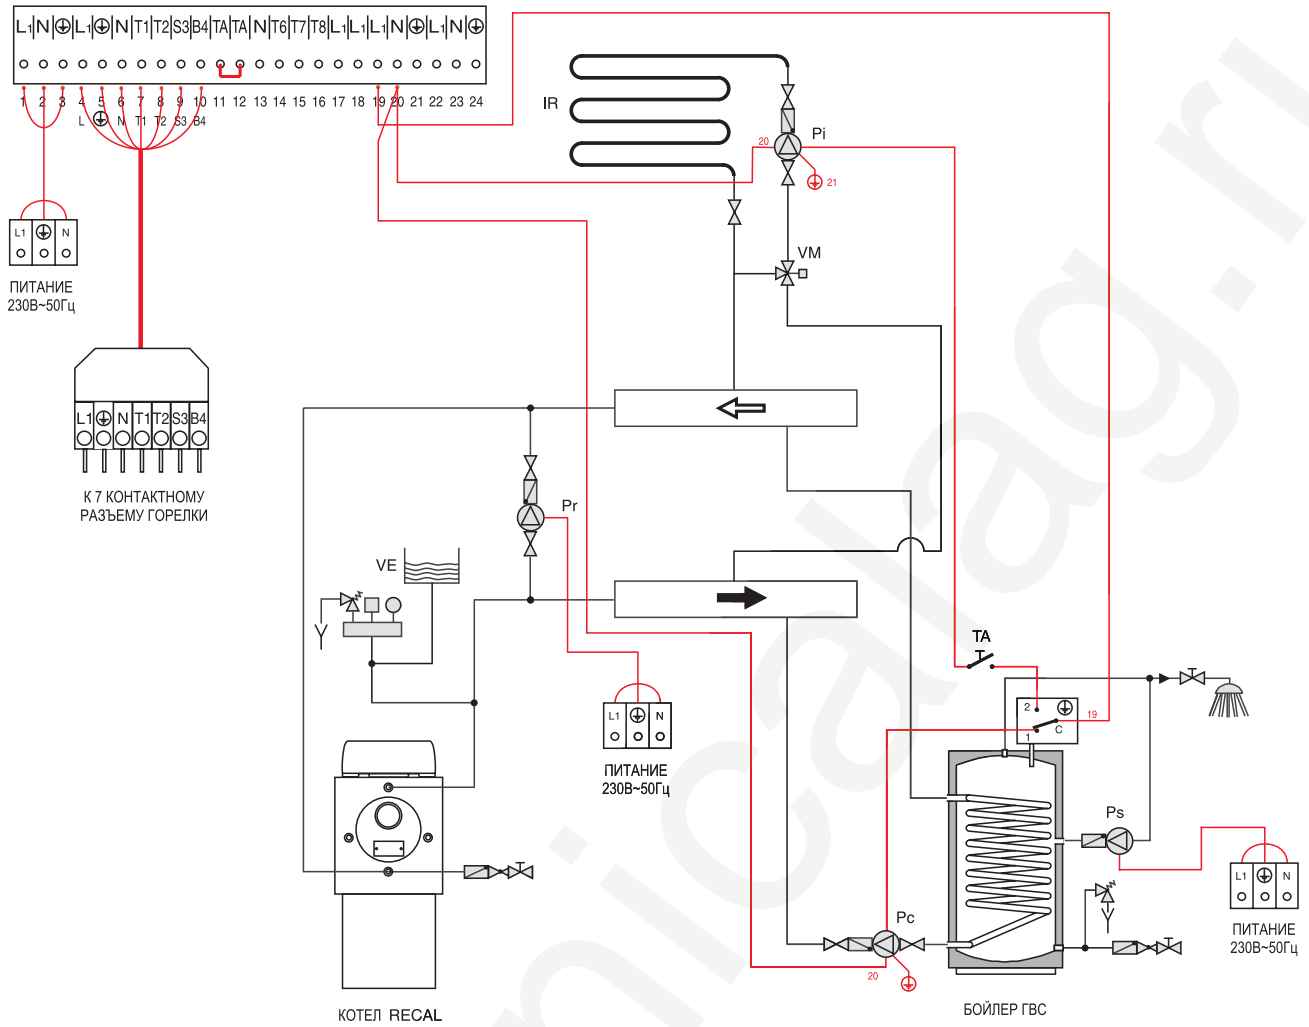 L1 N L1 N T1 T2 S3 B4 TA TA N T6 T7 T8 L1 L1 L1 N L1 N
1 2 3 4 5 6 7 8 9 10 11 12 13 14 15 16 17 18 19 20 21 22 23 24
L N T1 T2 S3 B4
L1 N
ПИТАНИЕ
230В~50Гц
L1 N T1 T2 S3 B4
К 7 КОНТАКТНОМУ
РАЗЪЕМУ ГОРЕЛКИ
IR
20
Pi
21
VM
Pr
VE
TA
2
1
C
19
L1 N
ПИТАНИЕ
230В~50Гц
Ps
L1 N
ПИТАНИЕ
230В~50Гц
Pc
20
КОТЕЛ RECAL
БОЙЛЕР ГВС
nicalag.ri